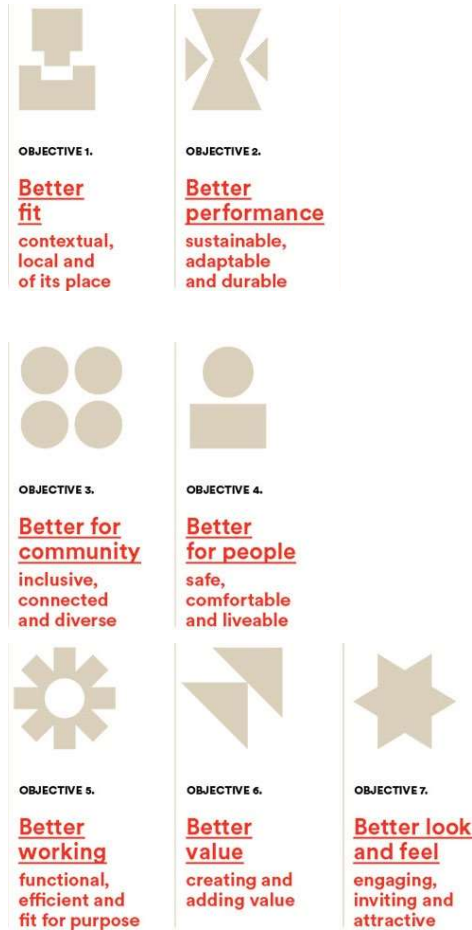 OBJECTIVE 1.
Better
fit
contextual,
local and
of its place
OBJECTIVE 2.
Better
performance
sustainable,
adaptable
and durable
OBJECTIVE 3.
Better for
community
inclusive,
connected
and diverse
OBJECTIVE 4.
Better
for people
safe,
comfortable
and liveable
OBJECTIVE 5.
Better
working
functional,
efficient and
fit for purpose
OBJECTIVE 6.
Better
value
creating and
adding value
OBJECTIVE 7.
Better look
and feel
engaging,
inviting and
attractive